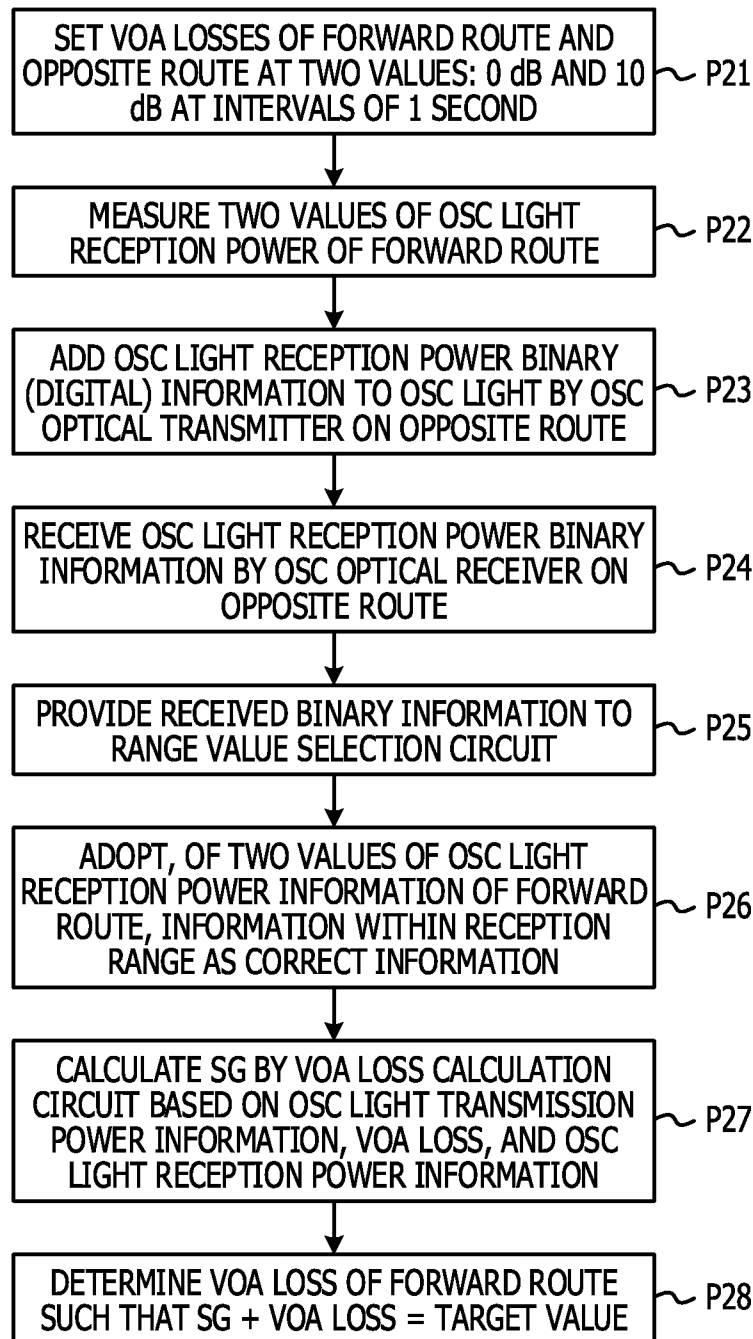 SET VOA LOSSES OF FORWARD ROUTE AND
OPPOSITE ROUTE AT TWO VALUES: 0 dB AND 10
dB AT INTERVALS OF 1 SECOND
P21
MEASURE TWO VALUES OF OSC LIGHT
RECEPTION POWER OF FORWARD ROUTE
P22
ADD OSC LIGHT RECEPTION POWER BINARY
(DIGITAL) INFORMATION TO OSC LIGHT BY OSC
OPTICAL TRANSMITTER ON OPPOSITE ROUTE
P23
RECEIVE OSC LIGHT RECEPTION POWER BINARY
INFORMATION BY OSC OPTICAL RECEIVER ON
OPPOSITE ROUTE
P24
PROVIDE RECEIVED BINARY INFORMATION TO
RANGE VALUE SELECTION CIRCUIT
P25
ADOPT, OF TWO VALUES OF OSC LIGHT
RECEPTION POWER INFORMATION OF FORWARD
ROUTE, INFORMATION WITHIN RECEPTION
RANGE AS CORRECT INFORMATION
P26
CALCULATE SG BY VOA LOSS CALCULATION
CIRCUIT BASED ON OSC LIGHT TRANSMISSION
POWER INFORMATION, VOA LOSS, AND OSC
LIGHT RECEPTION POWER INFORMATION
P27
DETERMINE VOA LOSS OF FORWARD ROUTE
SUCH THAT SG + VOA LOSS = TARGET VALUE
P28